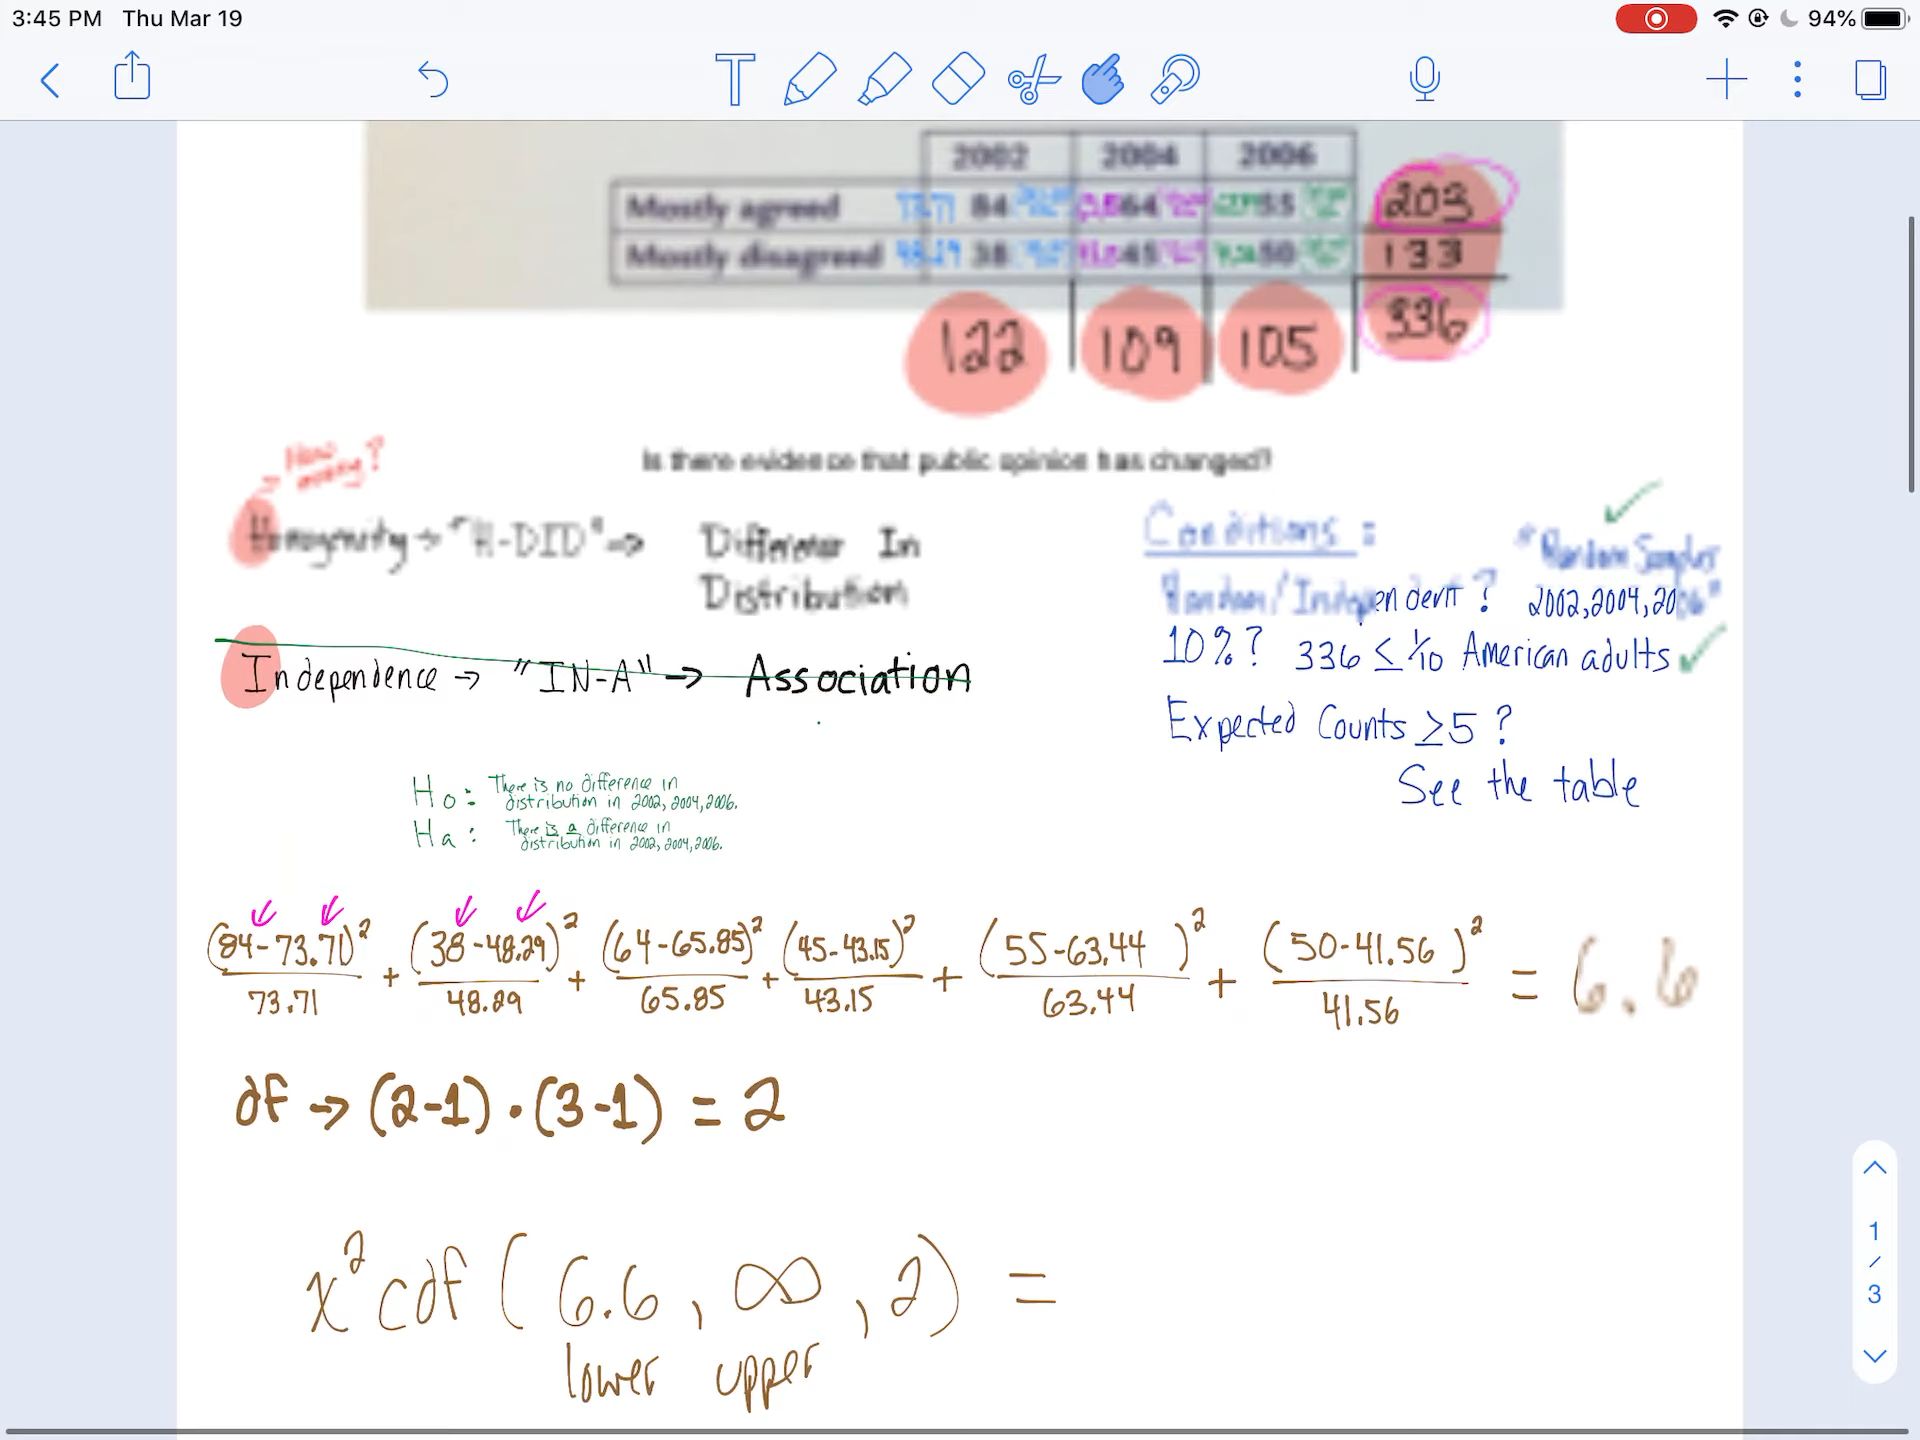 3:45 PM Thu Mar 19
94%
2002 2004 2006
Mostly agreed 84 64 55 203
Mostly disagreed 38 45 50 133
122 109 105 336
How many?
Is there evidence that public opinion has changed?
Homogenity → "H-DID" → Difference In
Distribution
Independence → "IN-A" → Association
Conditions:
Random/Independent? "Random Samples
2002,2004,2006"
10%? 336 ≤ 1/10 American adults
Expected Counts ≥5?
See the table
Ho: There is no difference in
distribution in 2002, 2004, 2006.
Ha: There is a difference in
distribution in 2002, 2004, 2006.
(84-73.71)²/73.71 + (38-48.29)²/48.29 + (64-65.85)²/65.85 + (45-43.15)²/43.15 + (55-63.44)²/63.44 + (50-41.56)²/41.56 = 6.6
df → (2-1)·(3-1) = 2
x²cdf(6.6, ∞, 2) =
lower upper
1
/
3